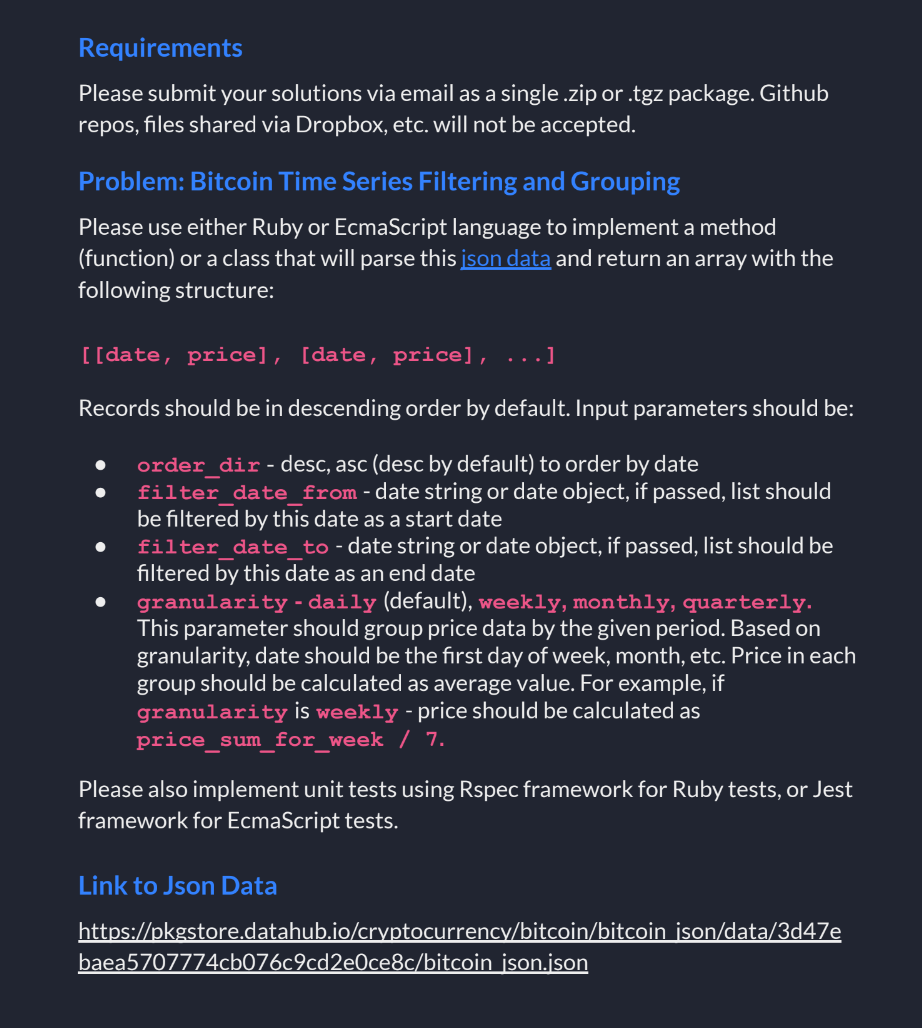 Requirements
Please submit your solutions via email as a single .zip or .tgz package. Github
repos, files shared via Dropbox, etc. will not be accepted.
Problem: Bitcoin Time Series Filtering and Grouping
Please use either Ruby or EcmaScript language to implement a method
(function) or a class that will parse this json data and return an array with the
following structure:
[[date, price], [date, price], ...]
Records should be in descending order by default. Input parameters should be:
● order_dir - desc, asc (desc by default) to order by date
● filter_date_from - date string or date object, if passed, list should
be filtered by this date as a start date
● filter_date_to - date string or date object, if passed, list should be
filtered by this date as an end date
● granularity - daily (default), weekly, monthly, quarterly.
This parameter should group price data by the given period. Based on
granularity, date should be the first day of week, month, etc. Price in each
group should be calculated as average value. For example, if
granularity is weekly - price should be calculated as
price_sum_for_week / 7.
Please also implement unit tests using Rspec framework for Ruby tests, or Jest
framework for EcmaScript tests.
Link to Json Data
https://pkgstore.datahub.io/cryptocurrency/bitcoin/bitcoin_json/data/3d47e
baea5707774cb076c9cd2e0ce8c/bitcoin_json.json